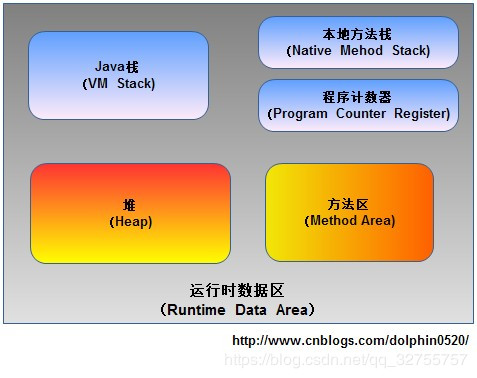 Java栈
(VM Stack)
本地方法栈
(Native Mehod Stack)
程序计数器
(Program Counter Register)
堆
(Heap)
方法区
(Method Area)
运行时数据区
(Runtime Data Area)
http://www.cnblogs.com/dolphin0520/
https://blog.csdn.net/qq_32755757